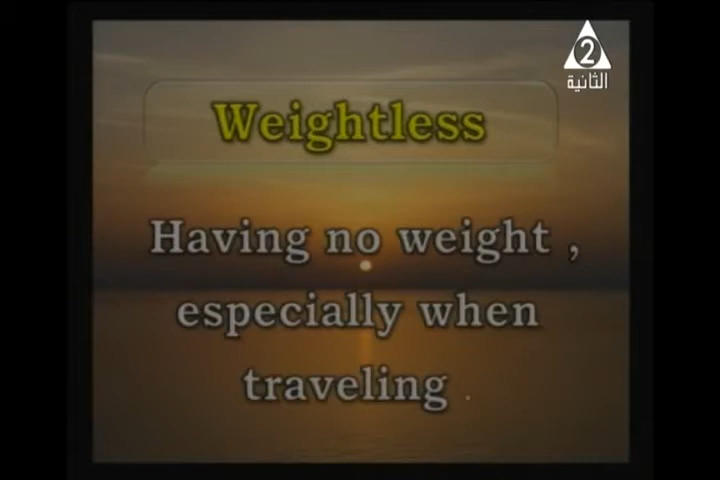 2
الثانية
Weightless
Having no weight ,
especially when
traveling .